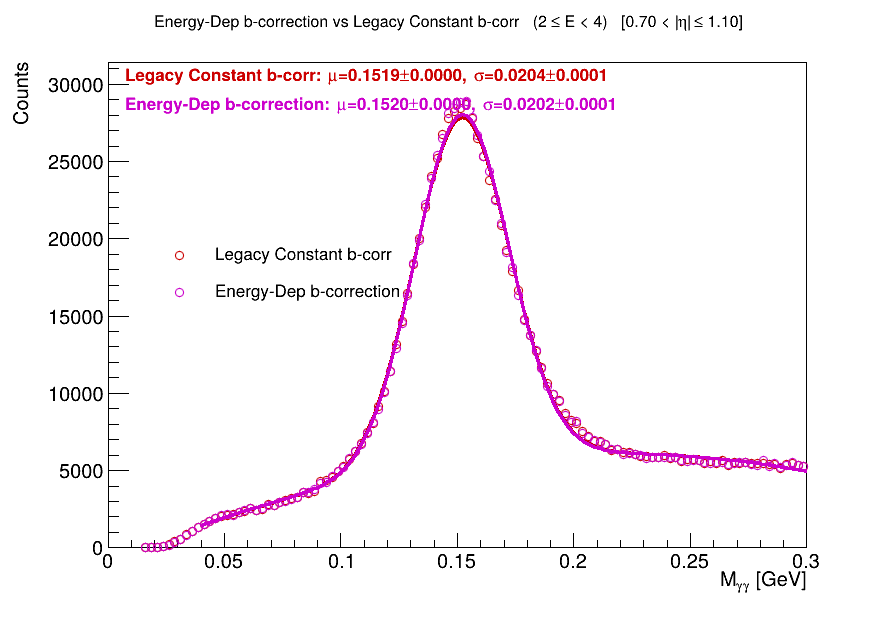 Energy-Dep b-correction vs Legacy Constant b-corr (2 ≤ E < 4) [0.70 < |η| ≤ 1.10]
Counts
Legacy Constant b-corr: μ=0.1519±0.0000, σ=0.0204±0.0001
Energy-Dep b-correction: μ=0.1520±0.0000, σ=0.0202±0.0001
30000
25000
20000
15000
10000
5000
0
Legacy Constant b-corr
Energy-Dep b-correction
0 0.05 0.1 0.15 0.2 0.25 0.3
M_γγ [GeV]